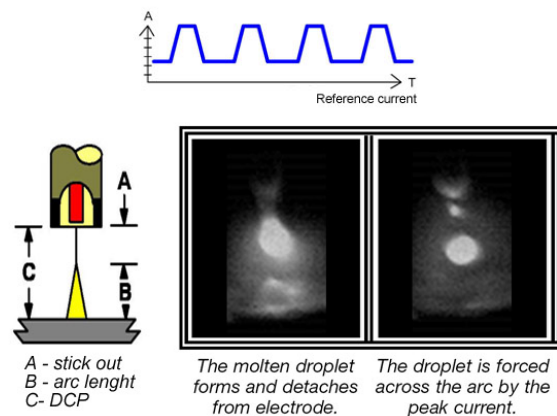 A
T
Reference current
A
C
B
A - stick out
B - arc lenght
C- DCP
The molten droplet
forms and detaches
from electrode.
The droplet is forced
across the arc by the
peak current.